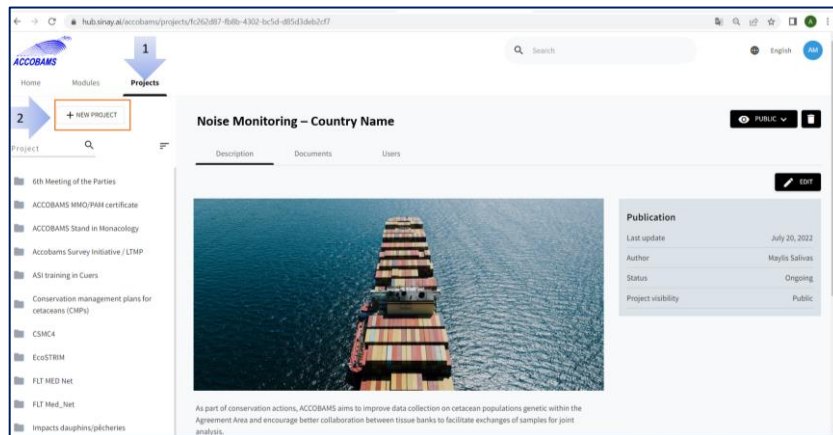 hub.sinay.ai/accobams/projects/fc262d87-fb8b-4302-bc5d-d85d3deb2cf7
A
ACCOBAMS
1
Search
English
AM
Home Modules Projects
2
+ NEW PROJECT
Project
Noise Monitoring – Country Name
PUBLIC
Description Documents Users
EDIT
6th Meeting of the Parties
ACCOBAMS MMO/PAM certificate
ACCOBAMS Stand in Monacology
Accobams Survey Initiative / LTMP
ASI training in Cuers
Conservation management plans for
cetaceans (CMPs)
CSMC4
EcoSTRIM
FLT MED Net
FLT Med_Net
Impacts dauphins/pêcheries
Publication
Last update July 20, 2022
Author Maylis Salivas
Status Ongoing
Project visibility Public
As part of conservation actions, ACCOBAMS aims to improve data collection on cetacean populations genetic within the
Agreement Area and encourage better collaboration between tissue banks to facilitate exchanges of samples for joint
analysis.